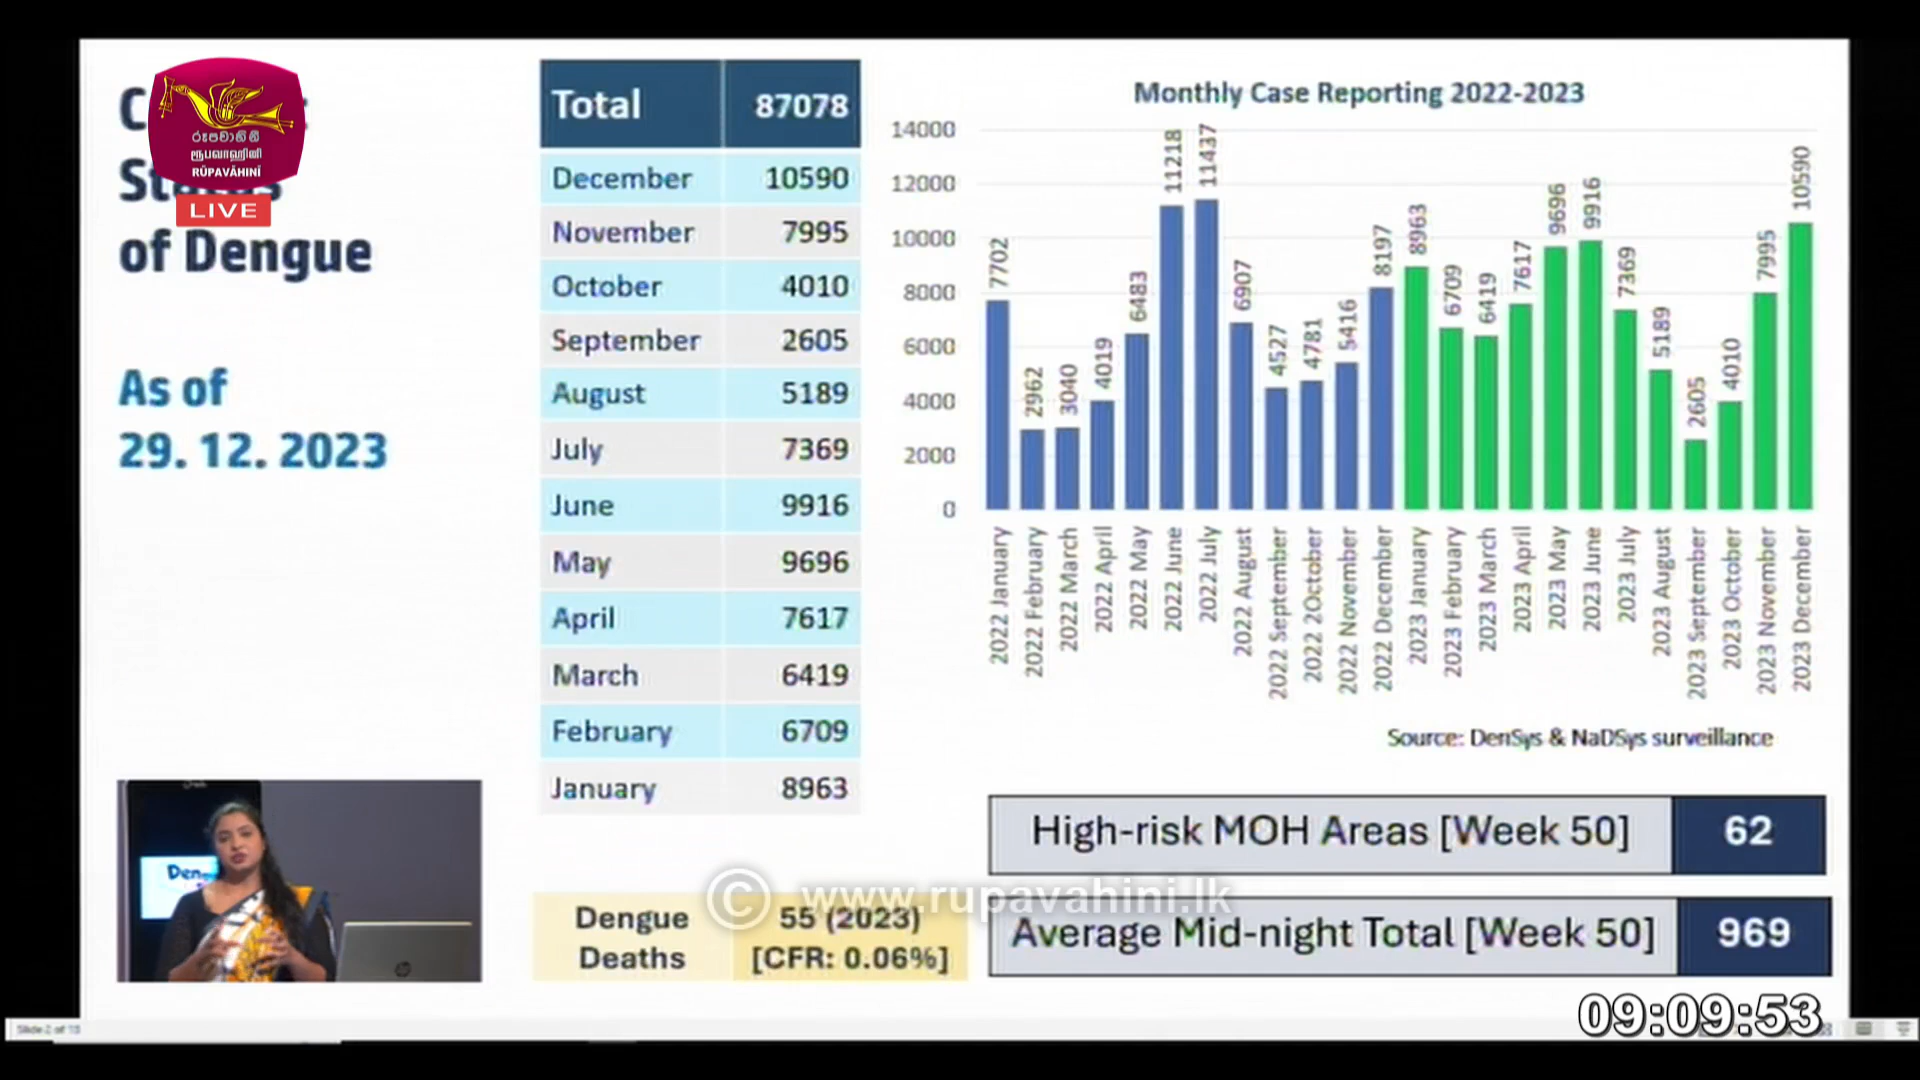 රූපවාහිනී
ரூபவாஹினி
RŪPAVĀHINĪ
LIVE
of Dengue
As of
29. 12. 2023
Total 87078
December 10590
November 7995
October 4010
September 2605
August 5189
July 7369
June 9916
May 9696
April 7617
March 6419
February 6709
January 8963
Dengue 55 (2023)
Deaths [CFR: 0.06%]
Monthly Case Reporting 2022-2023
14000
12000
10000
8000
6000
4000
2000
0
7702
2962
3040
4019
6483
11218
11437
6907
4527
4781
5416
8197
8963
6709
6419
7617
9696
9916
7369
5189
2605
4010
7995
10590
2022 January
2022 February
2022 March
2022 April
2022 May
2022 June
2022 July
2022 August
2022 September
2022 2October
2022 November
2022 December
2023 January
2023 February
2023 March
2023 April
2023 May
2023 June
2023 July
2023 August
2023 September
2023 October
2023 November
2023 December
Source: DenSys & NaDSys surveillance
High-risk MOH Areas [Week 50] 62
Average Mid-night Total [Week 50] 969
© www.rupavahini.lk
Slide 2 of 13
09:09:53